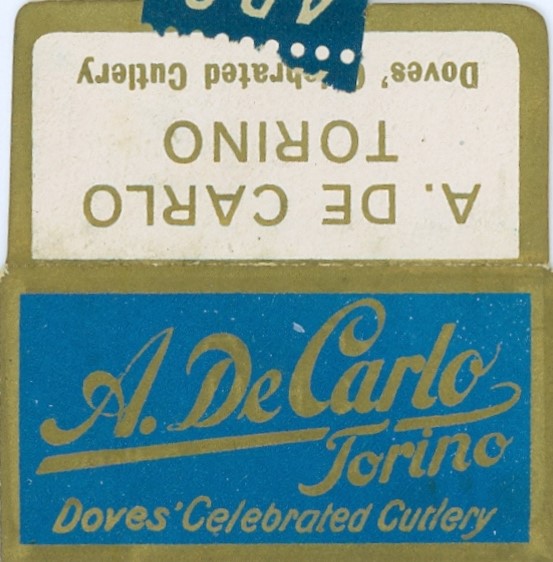 Doves' Celebrated Cutlery
TORINO
A. DE CARLO
A. De Carlo
Torino
Doves' Celebrated Cutlery